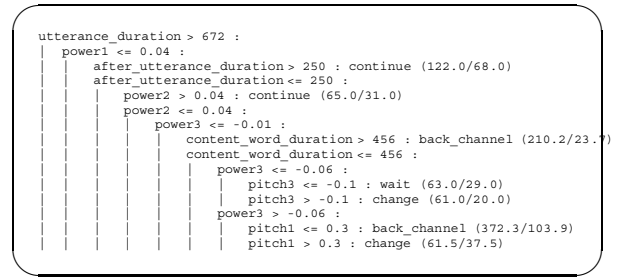 utterance_duration > 672 :
| power1 <= 0.04 :
| | after_utterance_duration > 250 : continue (122.0/68.0)
| | after_utterance_duration <= 250 :
| | | power2 > 0.04 : continue (65.0/31.0)
| | | power2 <= 0.04 :
| | | | power3 <= -0.01 :
| | | | | content_word_duration > 456 : back_channel (210.2/23.7)
| | | | | content_word_duration <= 456 :
| | | | | | power3 <= -0.06 :
| | | | | | | pitch3 <= -0.1 : wait (63.0/29.0)
| | | | | | | pitch3 > -0.1 : change (61.0/20.0)
| | | | | | power3 > -0.06 :
| | | | | | | pitch1 <= 0.3 : back_channel (372.3/103.9)
| | | | | | | pitch1 > 0.3 : change (61.5/37.5)